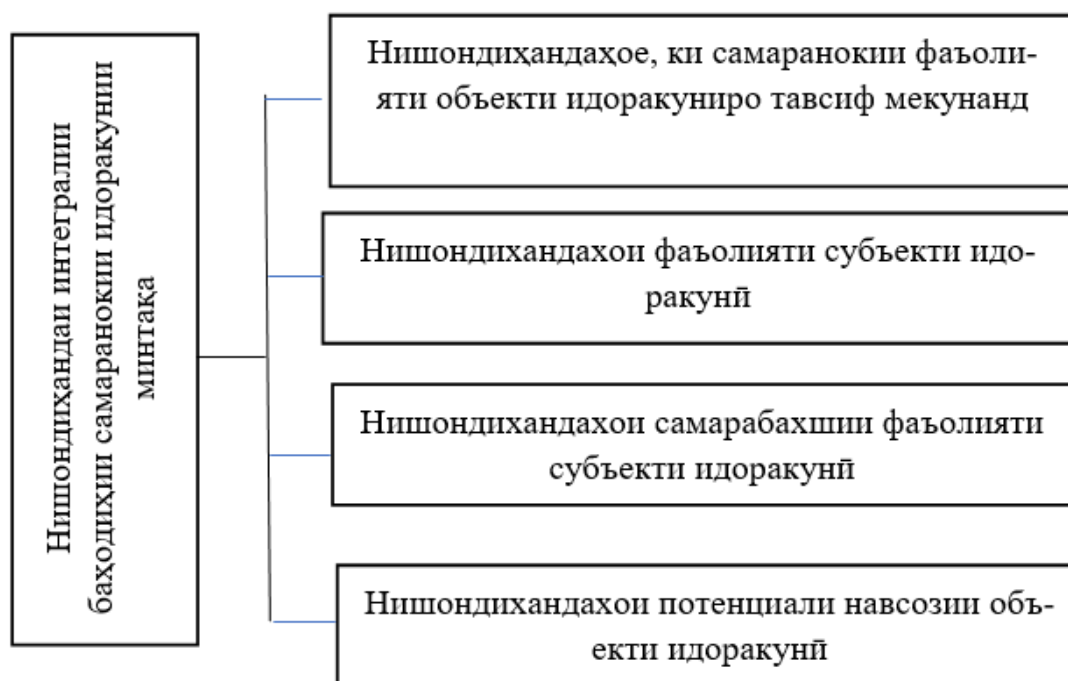 Нишондиҳандаи интегралии
баҳодиҳии самаранокии идоракунии
минтақа
Нишондиҳандаҳое, ки самаранокии фаъоли-
яти объекти идоракуниро тавсиф мекунанд
Нишондихандахои фаъолияти субъекти идо-
ракунӣ
Нишондихандахои самарабахшии фаъолияти
субъекти идоракунӣ
Нишондихандахои потенциали навсозии объ-
екти идоракунӣ